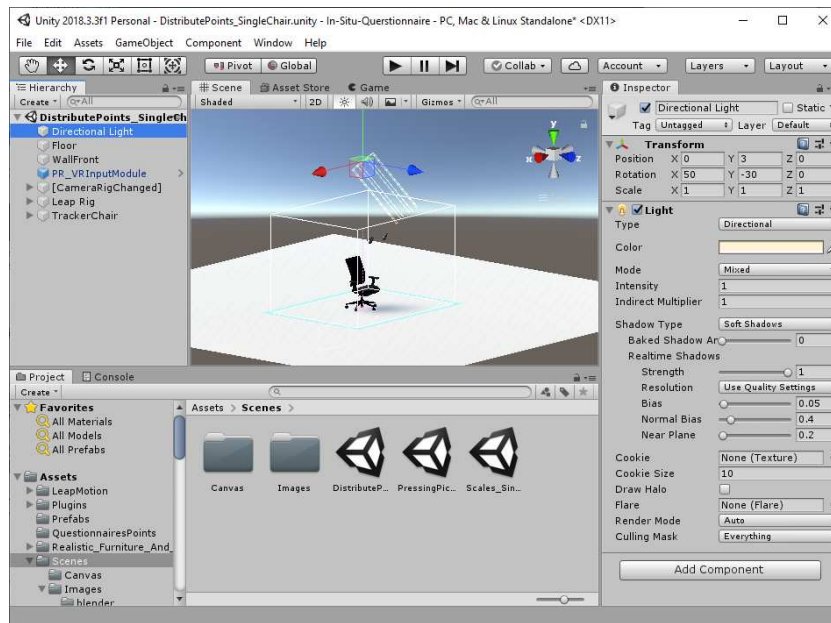 Unity 2018.3.3f1 Personal - DistributePoints_SingleChair.unity - In-Situ-Querstionnaire - PC, Mac & Linux Standalone* <DX11>
File Edit Assets GameObject Component Window Help
Pivot Global Collab Account Layers Layout
Hierarchy
Create All
DistributePoints_SingleCh
Directional Light
Floor
WallFront
PR_VRInputModule
[CameraRigChanged]
Leap Rig
TrackerChair
Scene Asset Store Game
Shaded 2D Gizmos All
y
x
z
Inspector
Directional Light Static
Tag Untagged Layer Default
Transform
Position X 0 Y 3 Z 0
Rotation X 50 Y -30 Z 0
Scale X 1 Y 1 Z 1
Light
Type Directional
Color
Mode Mixed
Intensity 1
Indirect Multiplier 1
Shadow Type Soft Shadows
Baked Shadow An 0
Realtime Shadows
Strength 1
Resolution Use Quality Settings
Bias 0.05
Normal Bias 0.4
Near Plane 0.2
Cookie None (Texture)
Cookie Size 10
Draw Halo
Flare None (Flare)
Render Mode Auto
Culling Mask Everything
Add Component
Project Console
Create
Favorites
All Materials
All Models
All Prefabs
Assets
LeapMotion
Plugins
Prefabs
QuestionnairesPoints
Realistic_Furniture_And_
Scenes
Canvas
Images
blender
Assets > Scenes >
Canvas Images DistributeP... PressingPic... Scales_Sin...